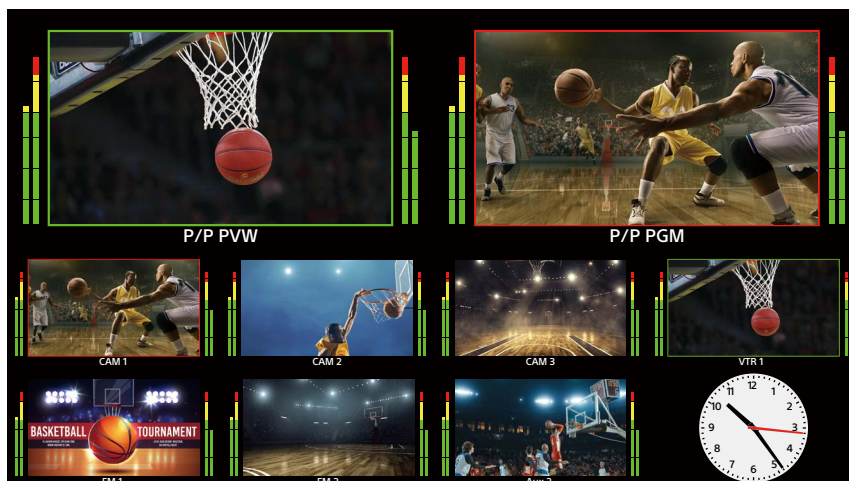 P/P PVW
P/P PGM
CAM 1
CAM 2
CAM 3
VTR 1
BASKETBALL
TOURNAMENT
12
1
2
3
4
5
6
7
8
9
10
11